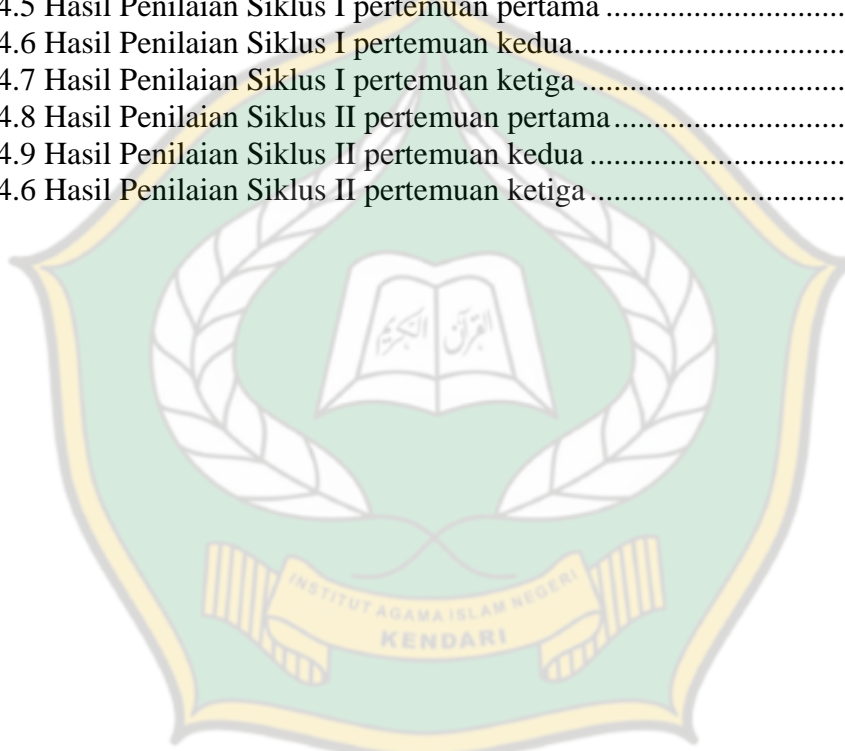 4.5 Hasil Penilaian Siklus I pertemuan pertama ..............................
4.6 Hasil Penilaian Siklus I pertemuan kedua..................................
4.7 Hasil Penilaian Siklus I pertemuan ketiga .................................
4.8 Hasil Penilaian Siklus II pertemuan pertama.............................
4.9 Hasil Penilaian Siklus II pertemuan kedua ................................
4.6 Hasil Penilaian Siklus II pertemuan ketiga ................................
القرآن الكريم
INSTITUT AGAMA ISLAM NEGERI
KENDARI